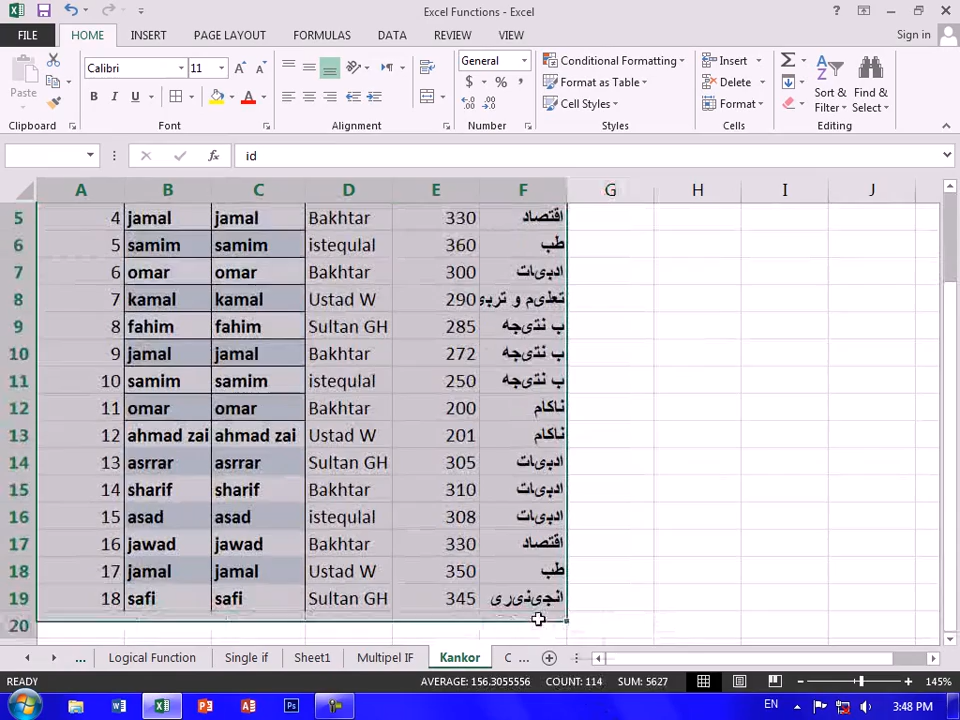 Excel Functions - Excel
? Sign in
FILE HOME INSERT PAGE LAYOUT FORMULAS DATA REVIEW VIEW
Calibri 11 General Conditional Formatting Insert
Paste B I U A $ % , Format as Table Delete Sort & Find &
Cell Styles Format Filter Select
Clipboard Font Alignment Number Styles Cells Editing
fx id
A B C D E F G H I J
5 4 jamal jamal Bakhtar 330 اقتصاد
6 5 samim samim istequlal 360 طب
7 6 omar omar Bakhtar 300 ادبیات
8 7 kamal kamal Ustad W 290 تعلیم و تربی
9 8 fahim fahim Sultan GH 285 ب نتیجه
10 9 jamal jamal Bakhtar 272 ب نتیجه
11 10 samim samim istequlal 250 ب نتیجه
12 11 omar omar Bakhtar 200 ناکام
13 12 ahmad zai ahmad zai Ustad W 201 ناکام
14 13 asrrar asrrar Sultan GH 305 ادبیات
15 14 sharif sharif Bakhtar 310 ادبیات
16 15 asad asad istequlal 308 ادبیات
17 16 jawad jawad Bakhtar 330 اقتصاد
18 17 jamal jamal Ustad W 350 طب
19 18 safi safi Sultan GH 345 انجینیری
20
... Logical Function Single if Sheet1 Multipel IF Kankor C ...
READY AVERAGE: 156.3055556 COUNT: 114 SUM: 5627 145%
EN 3:48 PM